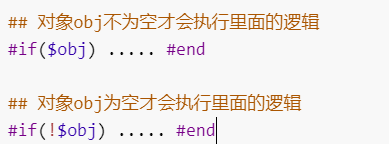 ## 对象obj不为空才会执行里面的逻辑
#if($obj) ..... #end
## 对象obj为空才会执行里面的逻辑
#if(!$obj) ..... #end